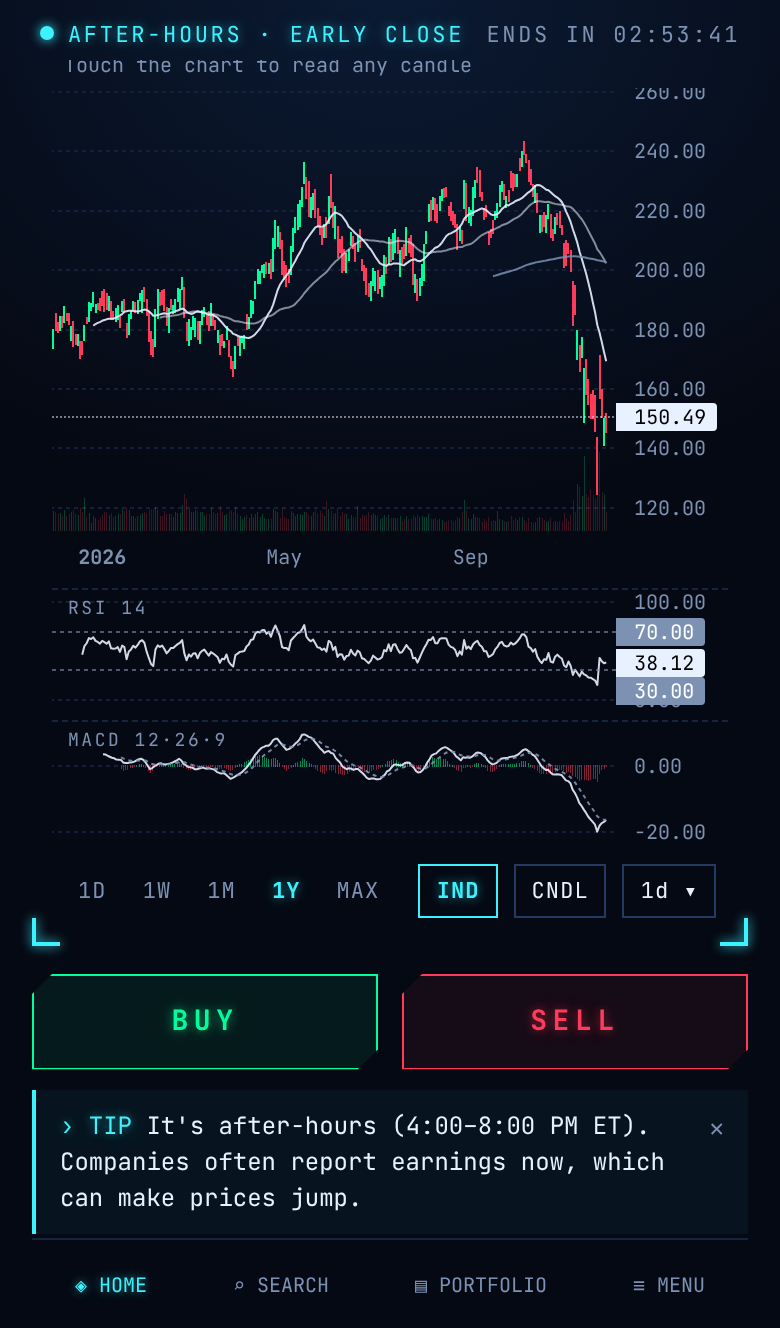 AFTER-HOURS · EARLY CLOSE ENDS IN 02:53:41
Touch the chart to read any candle
260.00
240.00
220.00
200.00
180.00
160.00
150.49
140.00
120.00
2026 May Sep
RSI 14
100.00
70.00
38.12
30.00
0.00
MACD 12·26·9
0.00
-20.00
1D 1W 1M 1Y MAX IND CNDL 1d ▾
BUY SELL
› TIP It's after-hours (4:00–8:00 PM ET). ×
Companies often report earnings now, which
can make prices jump.
◈ HOME ⌕ SEARCH ▤ PORTFOLIO ≡ MENU